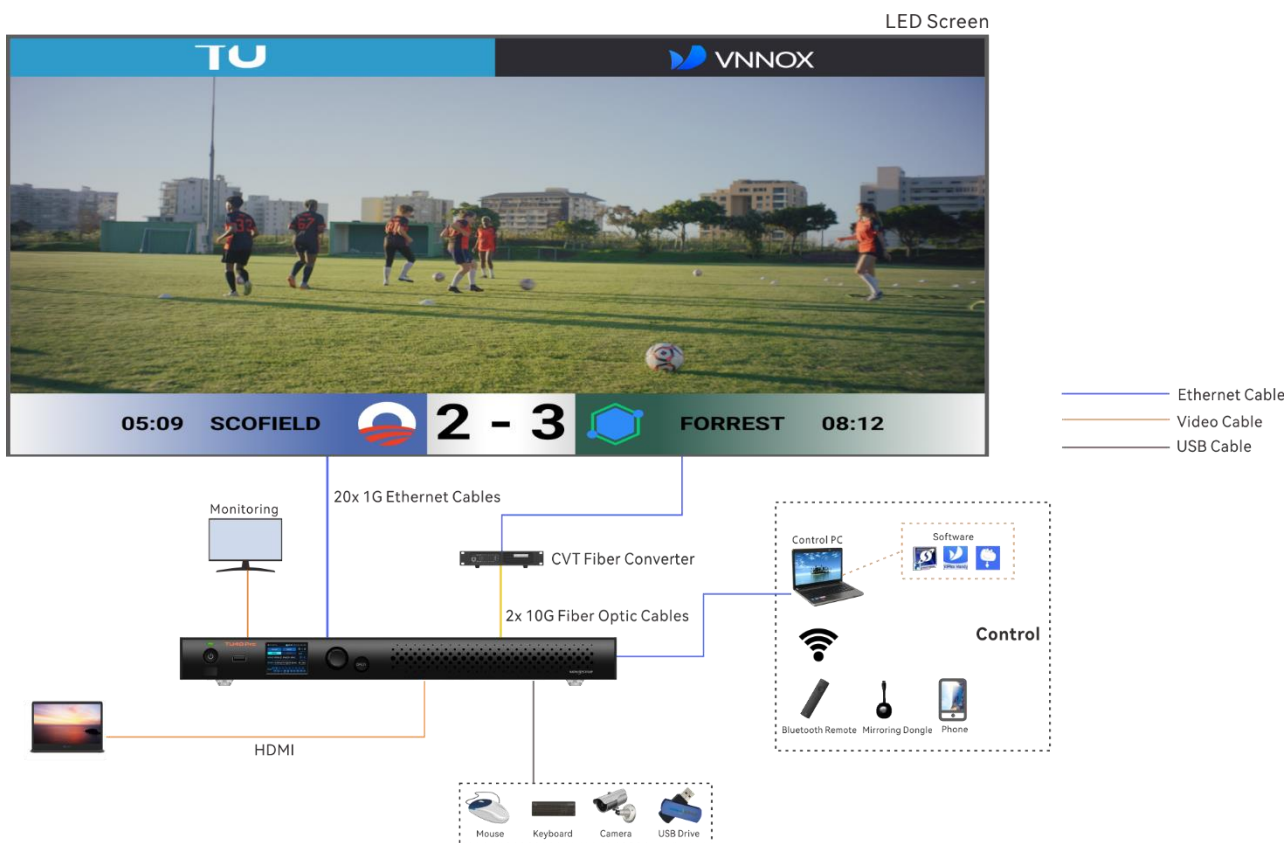 LED Screen
TU
VNNOX
05:09 SCOFIELD 2 - 3 FORREST 08:12
Ethernet Cable
Video Cable
USB Cable
20x 1G Ethernet Cables
Monitoring
CVT Fiber Converter
2x 10G Fiber Optic Cables
Control PC
Software
Control
Bluetooth Remote
Mirroring Dongle
Phone
HDMI
Mouse
Keyboard
Camera
USB Drive